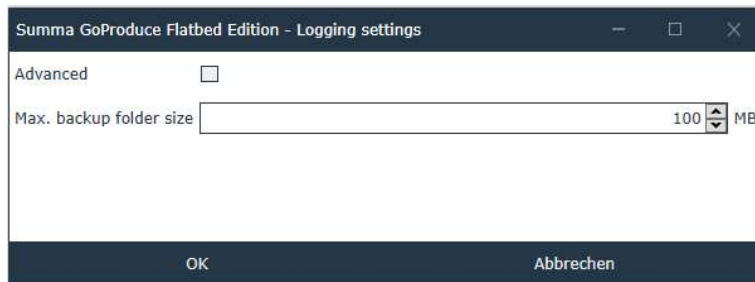 Summa GoProduce Flatbed Edition - Logging settings
Advanced
Max. backup folder size 100 MB
OK Abbrechen